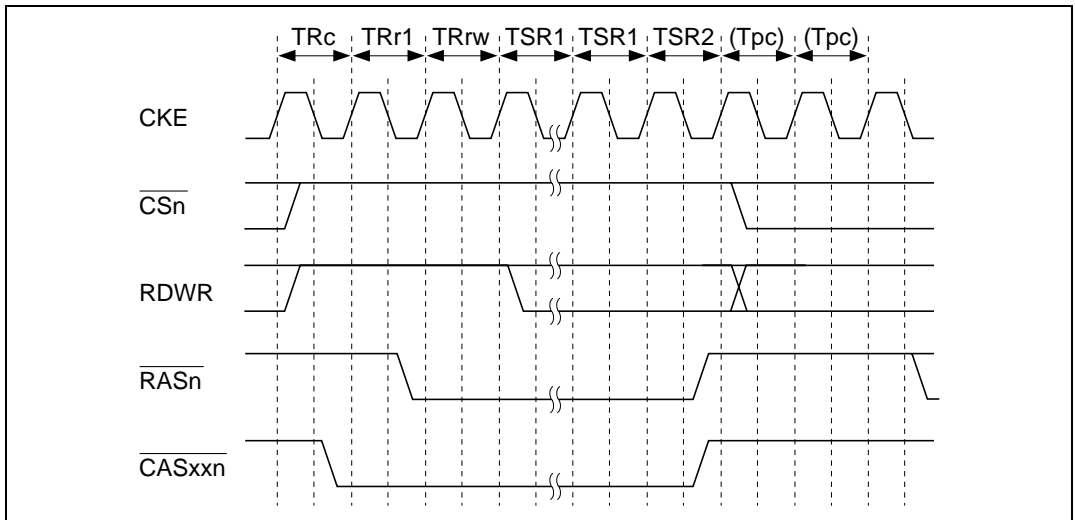 TRc TRr1 TRrw TSR1 TSR1 TSR2 (Tpc) (Tpc)
CKE
CSn
RDWR
RASn
CASxxn